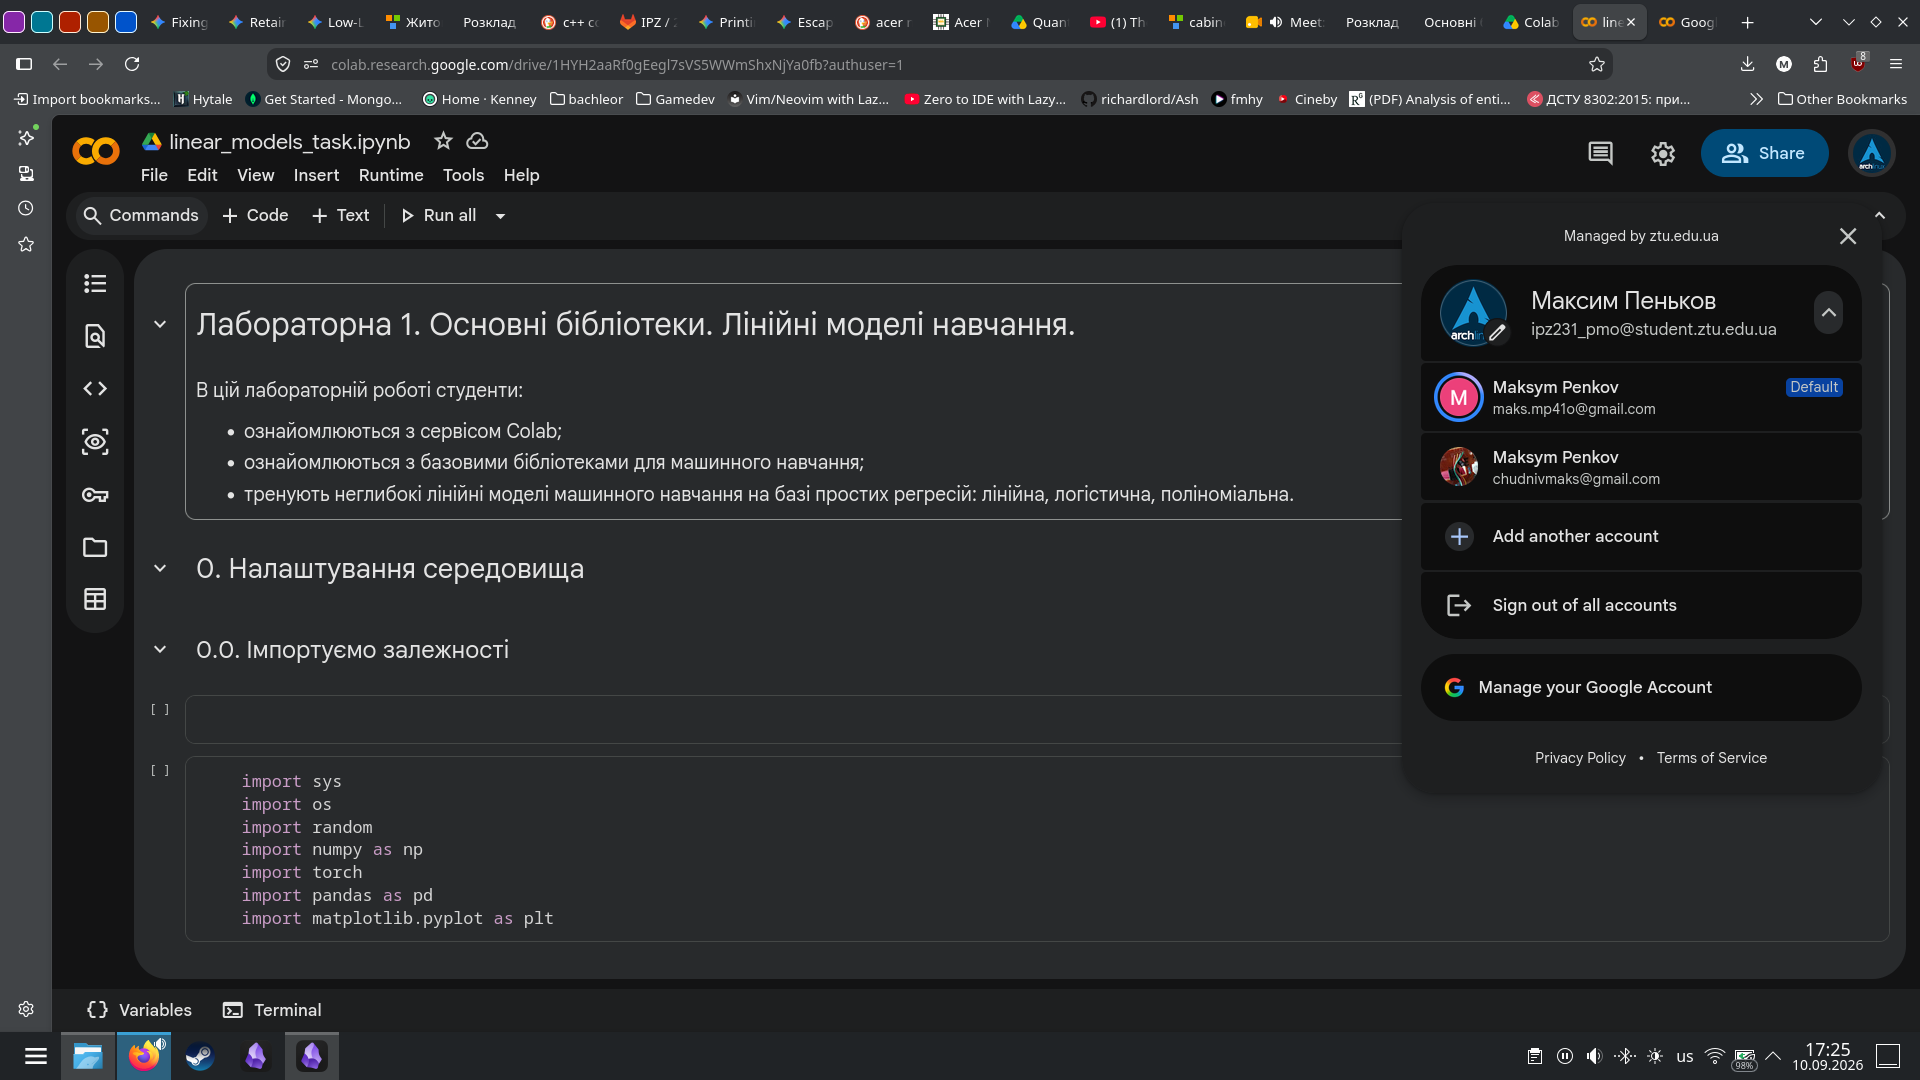 Fixing
Retair
Low-L
Жито
Розклад
c++ c
IPZ /
Printi
Escap
acer r
Acer
Quan
(1) Th
cabin
Meet
Розклад
Основні
Colab
line
Goog
colab.research.google.com/drive/1HYH2aaRf0gEegl7sVS5WWmShxNjYa0fb?authuser=1
8
Import bookmarks...
Hytale
Get Started - Mongo...
Home · Kenney
bachleor
Gamedev
Vim/Neovim with Laz...
Zero to IDE with Lazy...
richardlord/Ash
fmhy
Cineby
(PDF) Analysis of enti...
ДСТУ 8302:2015: при...
Other Bookmarks
linear_models_task.ipynb
File Edit View Insert Runtime Tools Help
Share
Commands + Code + Text Run all
Лабораторна 1. Основні бібліотеки. Лінійні моделі навчання.
В цій лабораторній роботі студенти:
• ознайомлюються з сервісом Colab;
• ознайомлюються з базовими бібліотеками для машинного навчання;
• тренують неглибокі лінійні моделі машинного навчання на базі простих регресій: лінійна, логістична, поліноміальна.
0. Налаштування середовища
0.0. Імпортуємо залежності
[ ]
[ ]
import sys
import os
import random
import numpy as np
import torch
import pandas as pd
import matplotlib.pyplot as plt
Managed by ztu.edu.ua
Максим Пеньков
ipz231_pmo@student.ztu.edu.ua
M
Maksym Penkov
Default
maks.mp41o@gmail.com
Maksym Penkov
chudnivmaks@gmail.com
Add another account
Sign out of all accounts
Manage your Google Account
Privacy Policy • Terms of Service
Variables
Terminal
us
98%
17:25
10.09.2026